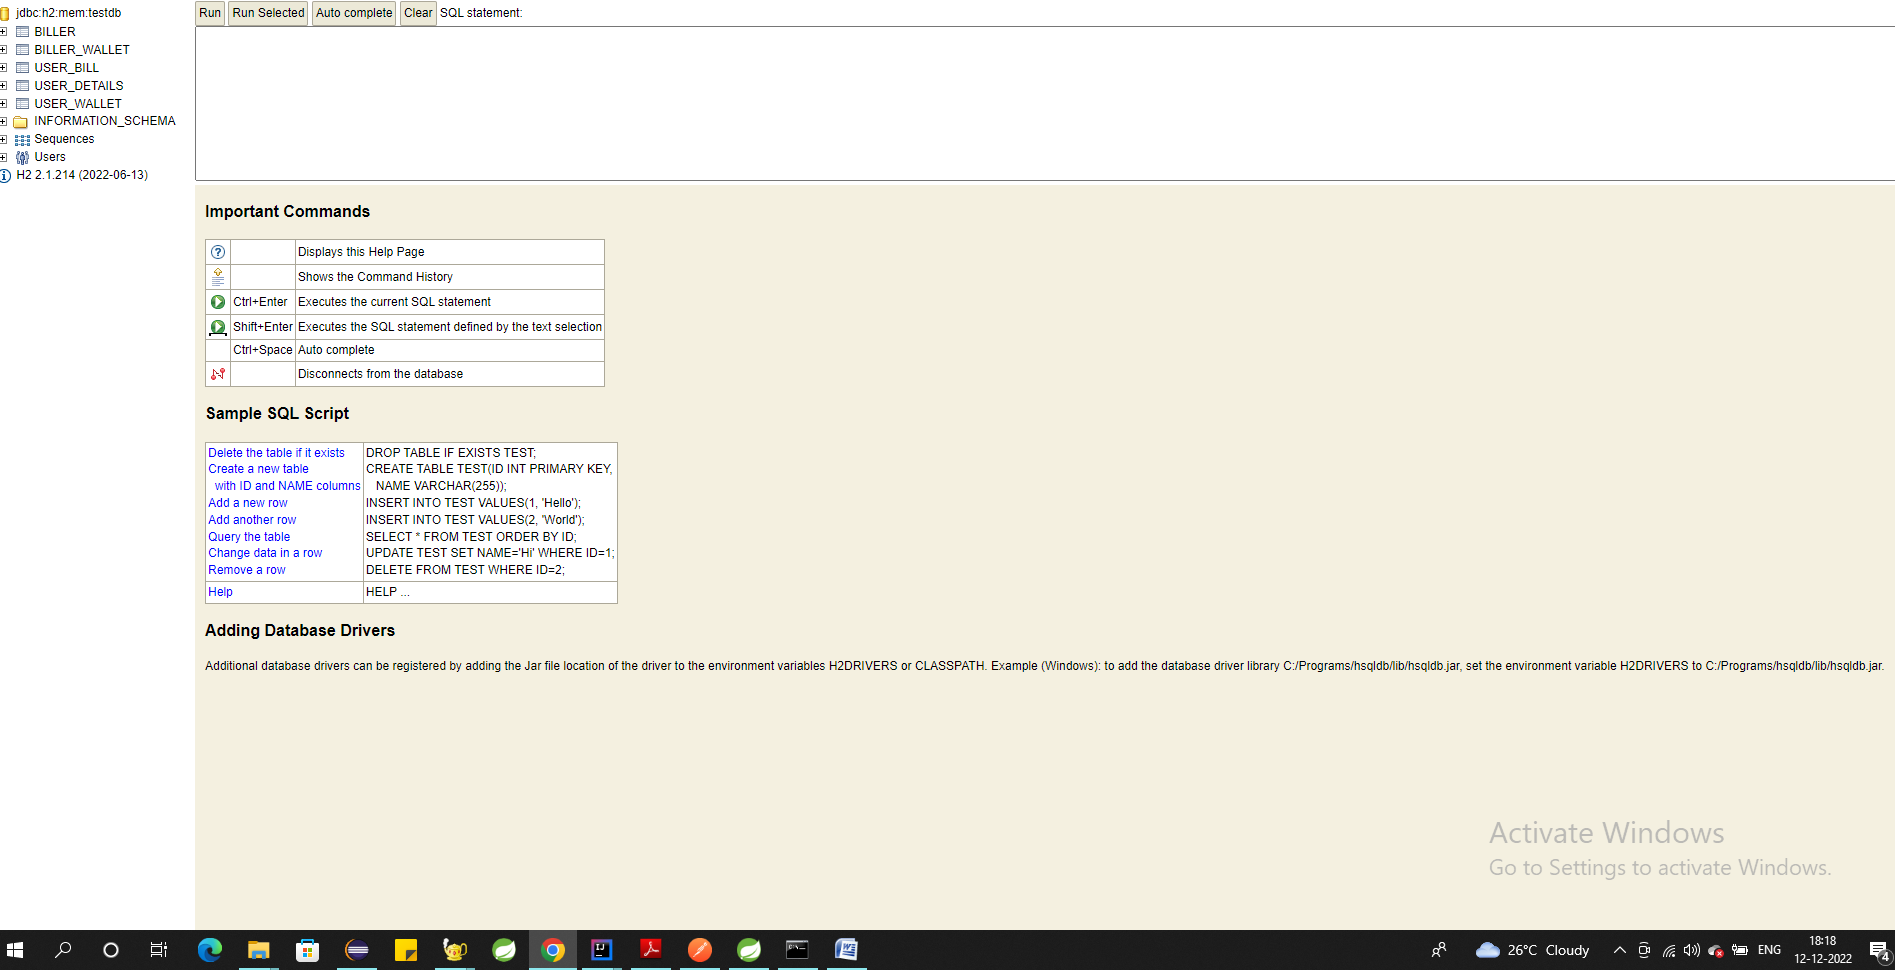 jdbc:h2:mem:testdb
BILLER
BILLER_WALLET
USER_BILL
USER_DETAILS
USER_WALLET
INFORMATION_SCHEMA
Sequences
Users
H2 2.1.214 (2022-06-13)
Run Run Selected Auto complete Clear SQL statement:
Important Commands
Displays this Help Page
Shows the Command History
Ctrl+Enter Executes the current SQL statement
Shift+Enter Executes the SQL statement defined by the text selection
Ctrl+Space Auto complete
Disconnects from the database
Sample SQL Script
Delete the table if it exists DROP TABLE IF EXISTS TEST;
Create a new table CREATE TABLE TEST(ID INT PRIMARY KEY,
with ID and NAME columns NAME VARCHAR(255));
Add a new row INSERT INTO TEST VALUES(1, 'Hello');
Add another row INSERT INTO TEST VALUES(2, 'World');
Query the table SELECT * FROM TEST ORDER BY ID;
Change data in a row UPDATE TEST SET NAME='Hi' WHERE ID=1;
Remove a row DELETE FROM TEST WHERE ID=2;
Help HELP ...
Adding Database Drivers
Additional database drivers can be registered by adding the Jar file location of the driver to the environment variables H2DRIVERS or CLASSPATH. Example (Windows): to add the database driver library C:/Programs/hsqldb/lib/hsqldb.jar, set the environment variable H2DRIVERS to C:/Programs/hsqldb/lib/hsqldb.jar.
Activate Windows
Go to Settings to activate Windows.
26°C Cloudy ENG 18:18
12-12-2022
4